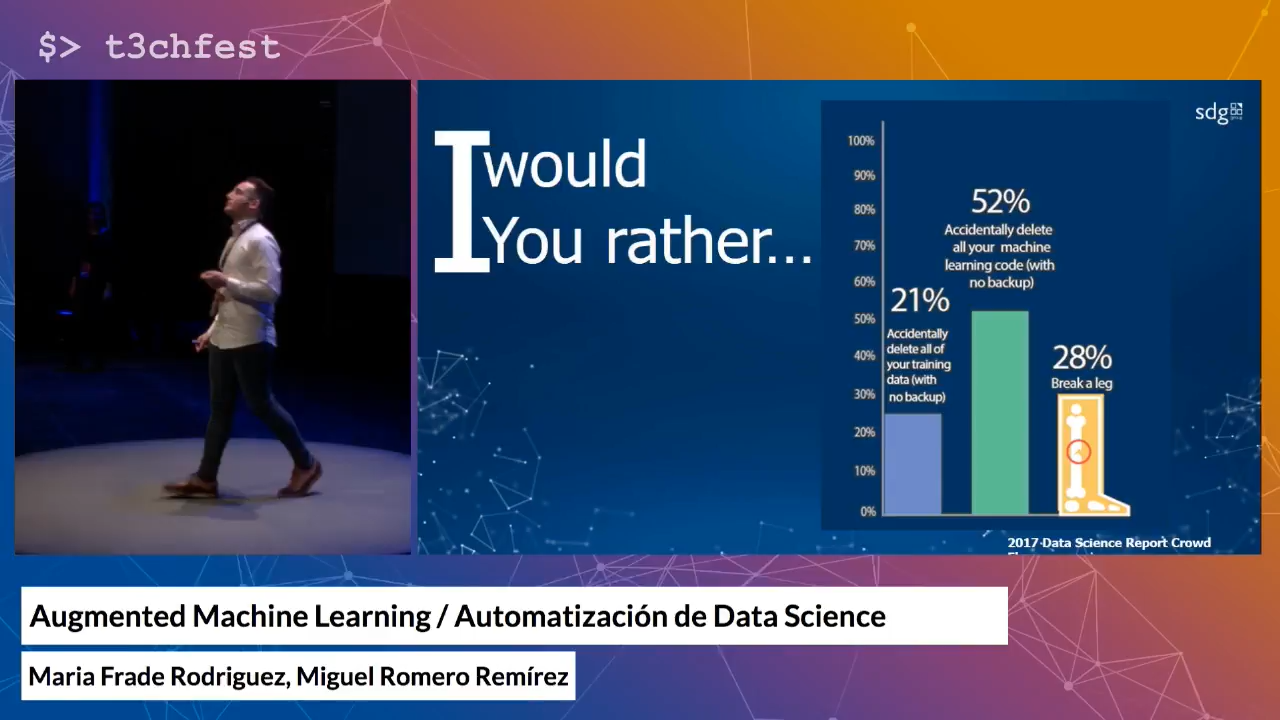 $> t3chfest
sdg
group
I would
You rather...
100%
90%
80%
70%
60%
50%
40%
30%
20%
10%
0%
21%
Accidentally
delete all of
your training
data (with
no backup)
52%
Accidentally delete
all your machine
learning code (with
no backup)
28%
Break a leg
2017 Data Science Report Crowd
Augmented Machine Learning / Automatización de Data Science
Maria Frade Rodriguez, Miguel Romero Remírez